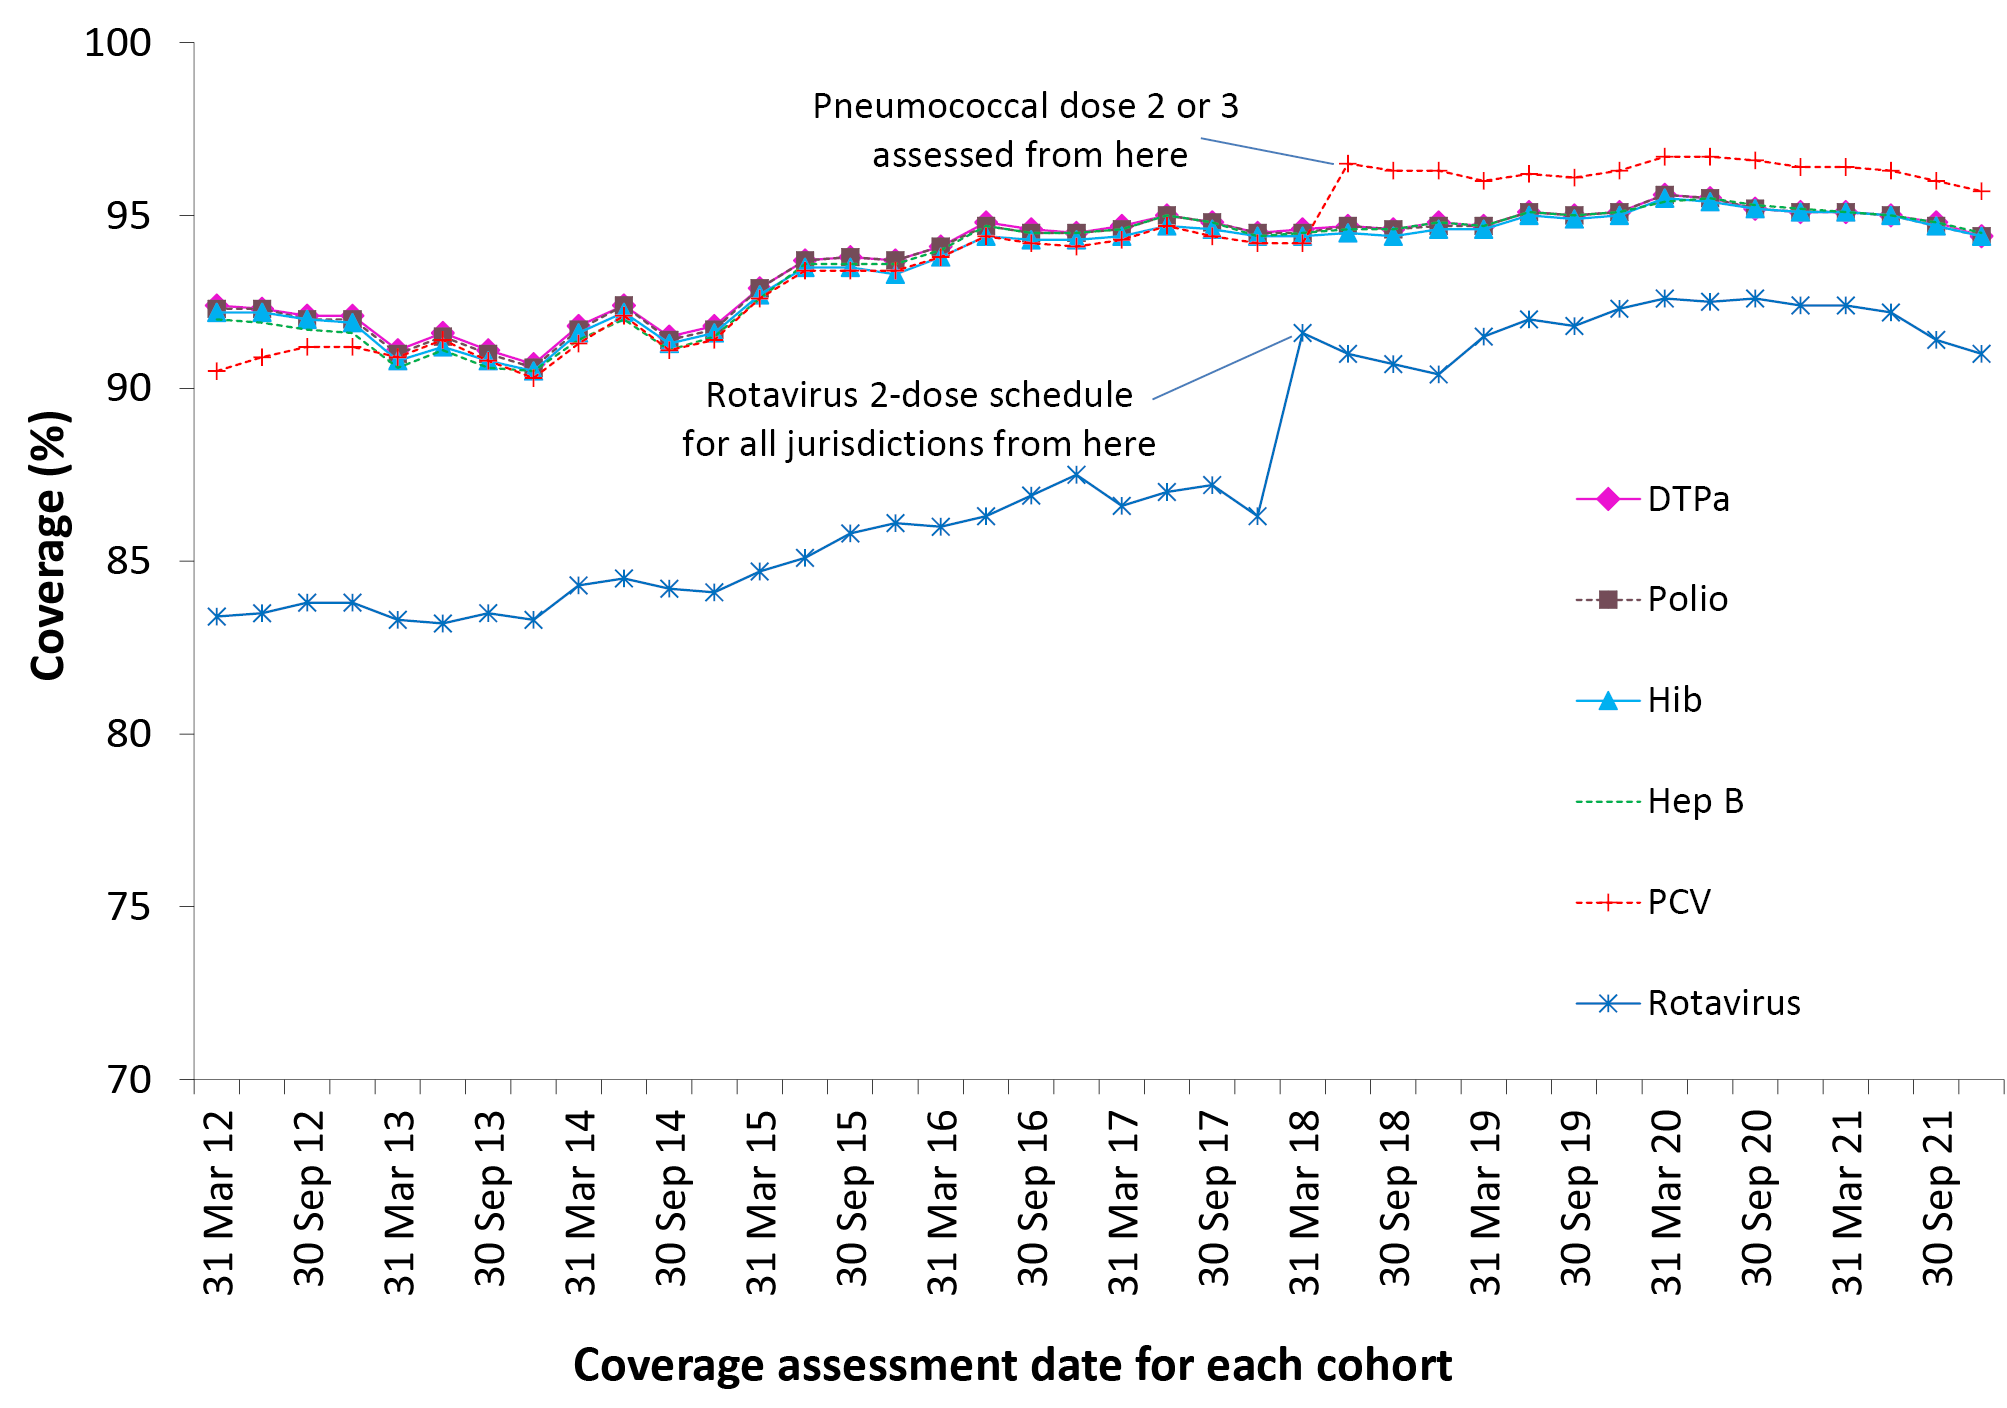 100
95
90
85
80
75
70
Coverage (%)
Pneumococcal dose 2 or 3
assessed from here
Rotavirus 2-dose schedule
for all jurisdictions from here
DTPa
Polio
Hib
Hep B
PCV
Rotavirus
31 Mar 12
30 Sep 12
31 Mar 13
30 Sep 13
31 Mar 14
30 Sep 14
31 Mar 15
30 Sep 15
31 Mar 16
30 Sep 16
31 Mar 17
30 Sep 17
31 Mar 18
30 Sep 18
31 Mar 19
30 Sep 19
31 Mar 20
30 Sep 20
31 Mar 21
30 Sep 21
Coverage assessment date for each cohort